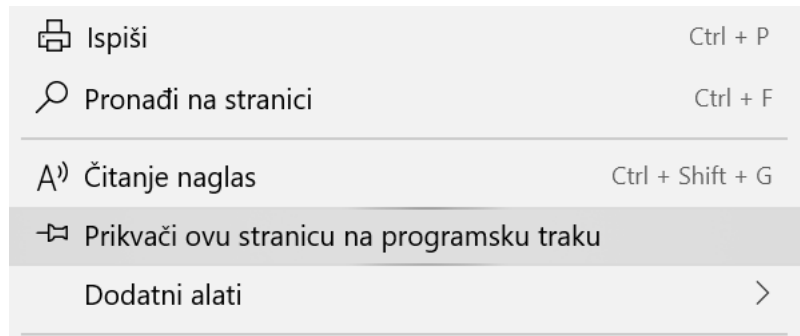 Ispiši Ctrl + P
Pronađi na stranici Ctrl + F
A Čitanje naglas Ctrl + Shift + G
Prikvači ovu stranicu na programsku traku
Dodatni alati